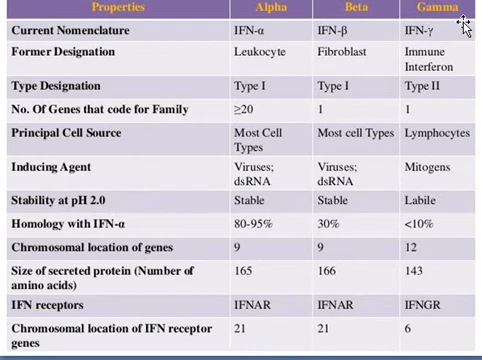 Properties Alpha Beta Gamma
Current Nomenclature IFN-α IFN-β IFN-γ
Former Designation Leukocyte Fibroblast Immune
Interferon
Type Designation Type I Type I Type II
No. Of Genes that code for Family ≥20 1 1
Principal Cell Source Most Cell Most cell Types Lymphocytes
Types
Inducing Agent Viruses; Viruses; Mitogens
dsRNA dsRNA
Stability at pH 2.0 Stable Stable Labile
Homology with IFN-α 80-95% 30% <10%
Chromosomal location of genes 9 9 12
Size of secreted protein (Number of 165 166 143
amino acids)
IFN receptors IFNAR IFNAR IFNGR
Chromosomal location of IFN receptor 21 21 6
genes